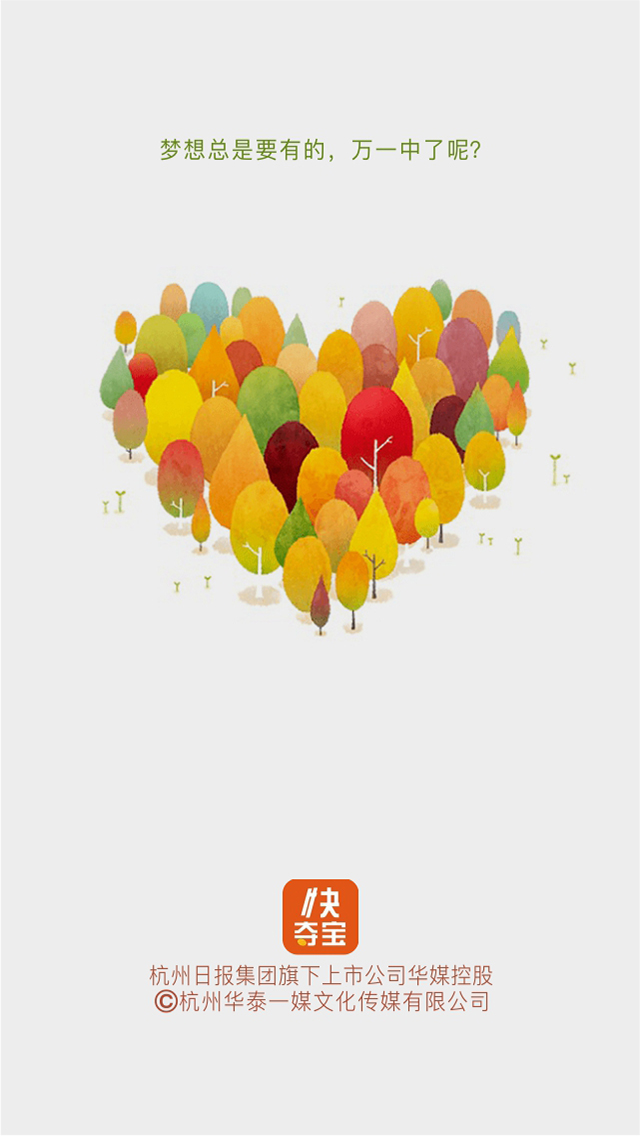 梦想总是要有的，万一中了呢?
快
夺宝
杭州日报集团旗下上市公司华媒控股
©杭州华泰一媒文化传媒有限公司